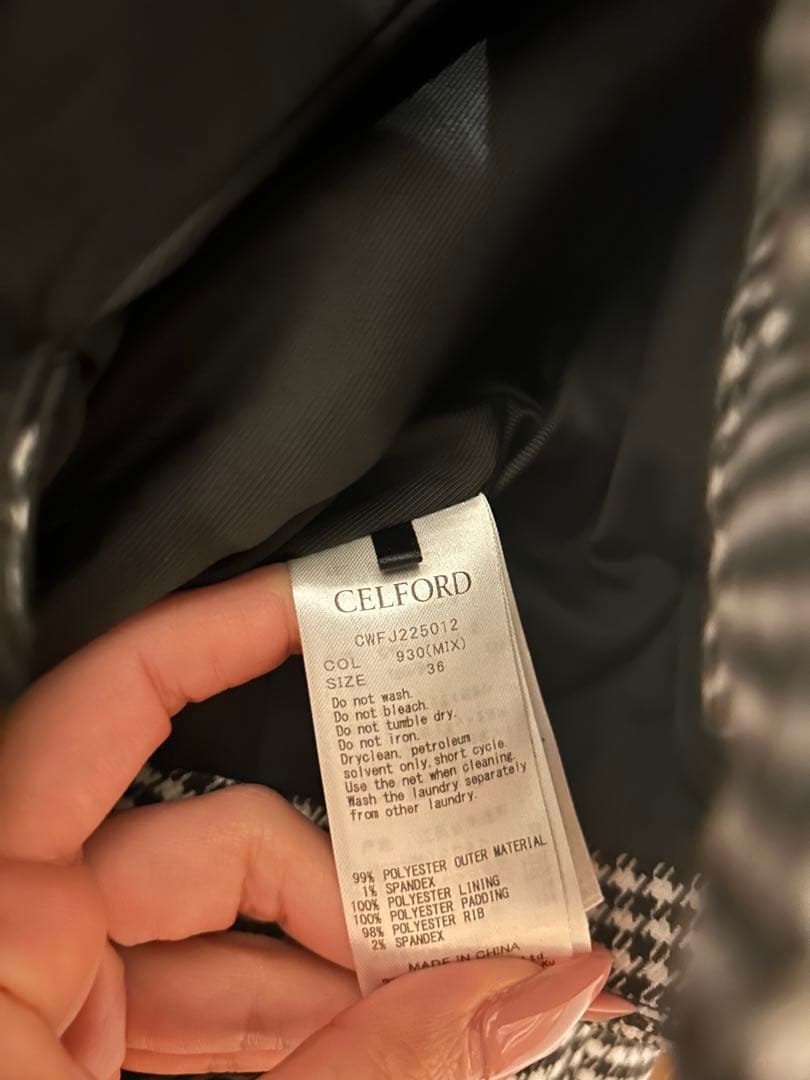 CELFORD
CWFJ225012
COL 930(MIX)
SIZE 36
Do not wash.
Do not bleach.
Do not tumble dry.
Do not iron.
Dryclean, petroleum
solvent only, short cycle.
Use the net when cleaning.
Wash the laundry separately
from other laundry.
99% POLYESTER OUTER MATERIAL
1% SPANDEX
100% POLYESTER LINING
100% POLYESTER PADDING
98% POLYESTER RIB
2% SPANDEX
MADE IN CHINA